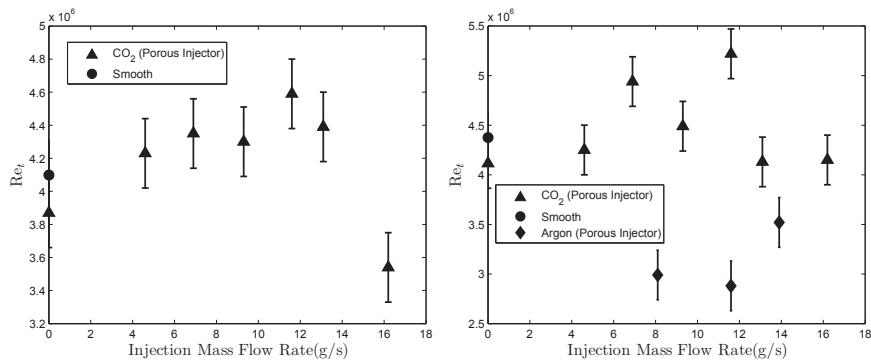 x 10^6
5
4.8
4.6
4.4
4.2
4
3.8
3.6
3.4
3.2
Re_t
CO_2 (Porous Injector)
Smooth
0 2 4 6 8 10 12 14 16 18
Injection Mass Flow Rate(g/s)
x 10^6
5.5
5
4.5
4
3.5
3
2.5
Re_t
CO_2 (Porous Injector)
Smooth
Argon (Porous Injector)
0 2 4 6 8 10 12 14 16 18
Injection Mass Flow Rate(g/s)